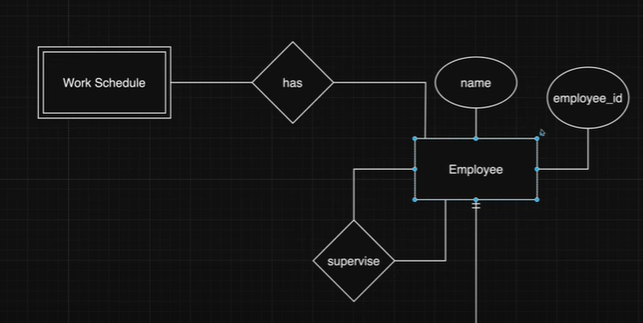 Work Schedule
has
name
employee_id
Employee
supervise